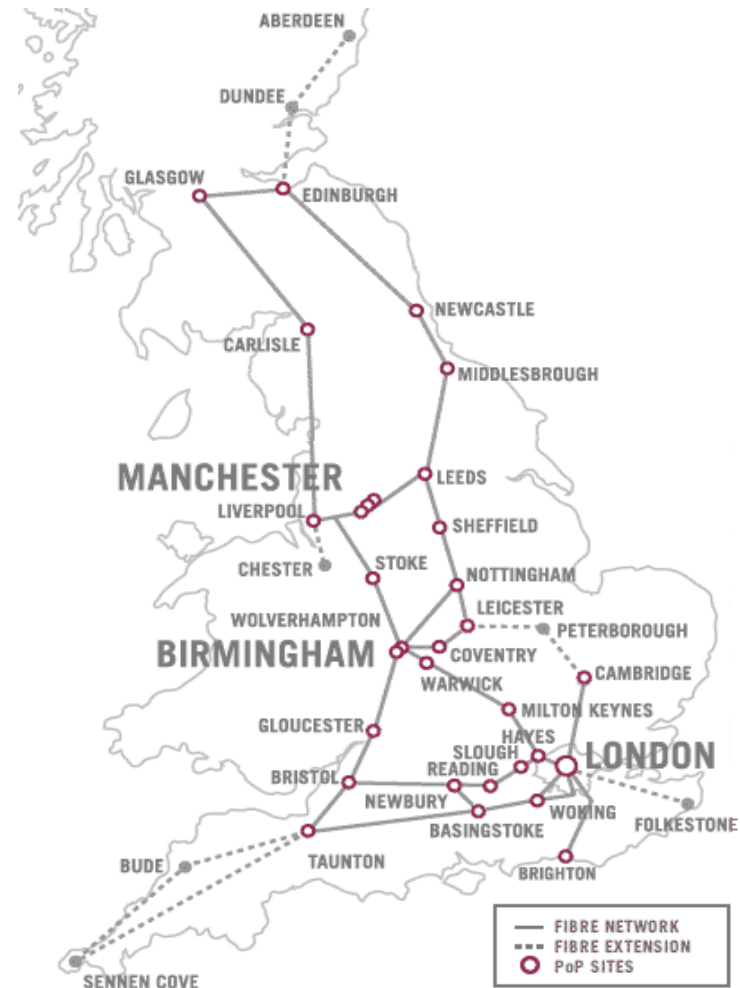 ABERDEEN
DUNDEE
GLASGOW
EDINBURGH
NEWCASTLE
CARLISLE
MIDDLESBROUGH
MANCHESTER
LEEDS
LIVERPOOL
SHEFFIELD
CHESTER
STOKE
NOTTINGHAM
LEICESTER
WOLVERHAMPTON
PETERBOROUGH
BIRMINGHAM
COVENTRY
CAMBRIDGE
WARWICK
MILTON KEYNES
GLOUCESTER
HAYES
SLOUGH
LONDON
READING
BRISTOL
NEWBURY
WOKING
FOLKESTONE
BASINGSTOKE
TAUNTON
BUDE
BRIGHTON
SENNEN COVE
FIBRE NETWORK
FIBRE EXTENSION
PoP SITES